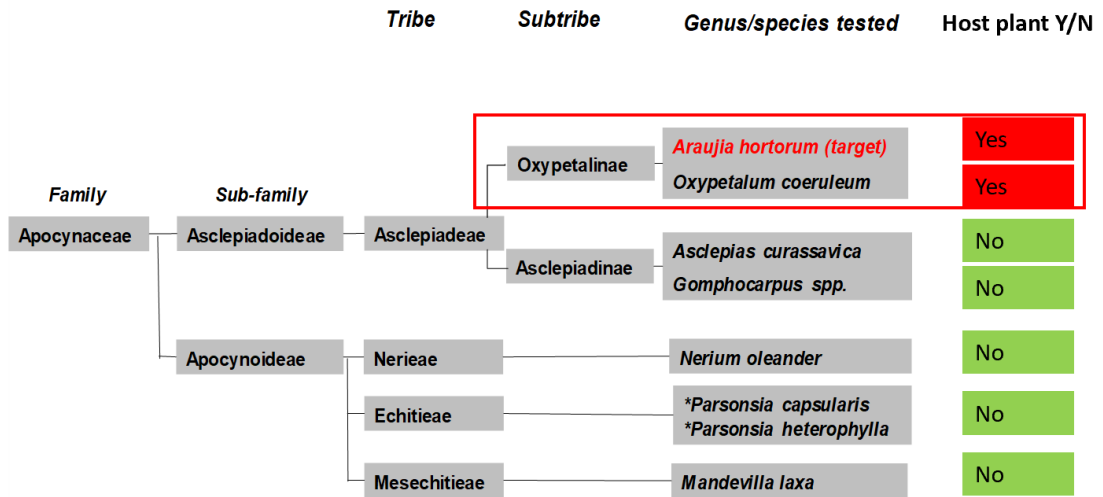 Tribe Subtribe Genus/species tested Host plant Y/N
Yes
Araujia hortorum (target)
Oxypetalinae
Oxypetalum coeruleum Yes
Family Sub-family
Apocynaceae Asclepiadoideae Asclepiadeae
Asclepias curassavica No
Asclepiadinae
Gomphocarpus spp. No
Apocynoideae Nerieae Nerium oleander No
Echitieae *Parsonsia capsularis No
*Parsonsia heterophylla
Mesechitieae Mandevilla laxa No